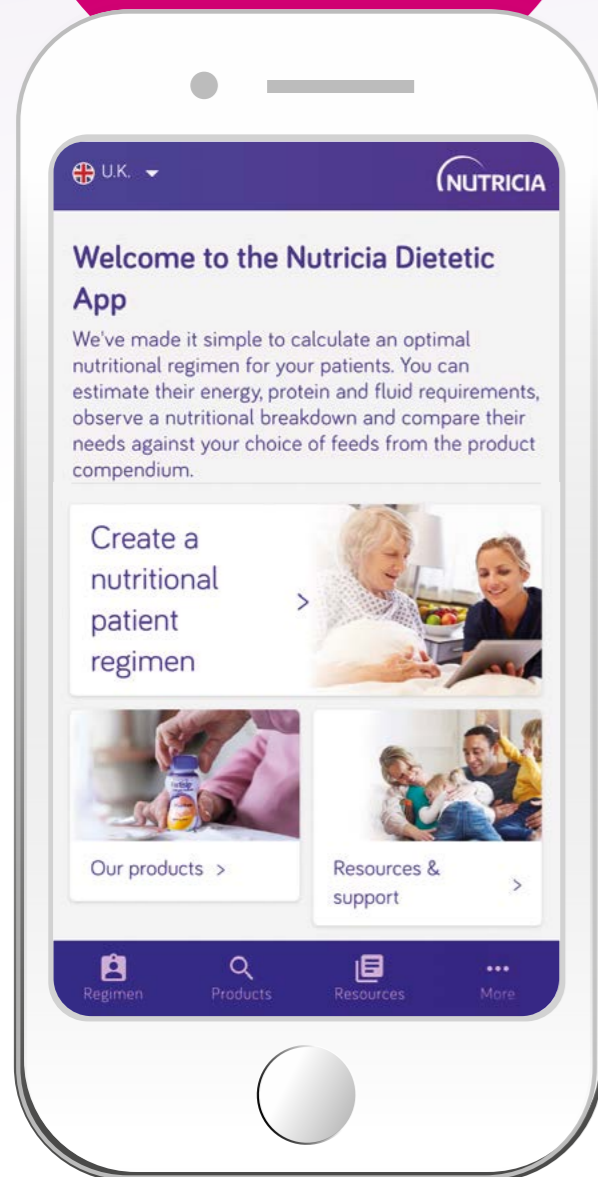 U.K.
NUTRICIA
Welcome to the Nutricia Dietetic
App
We've made it simple to calculate an optimal
nutritional regimen for your patients. You can
estimate their energy, protein and fluid requirements,
observe a nutritional breakdown and compare their
needs against your choice of feeds from the product
compendium.
Create a
nutritional
patient
regimen
>
Fortisip
Our products >
Resources &
support
>
Regimen
Products
Resources
More